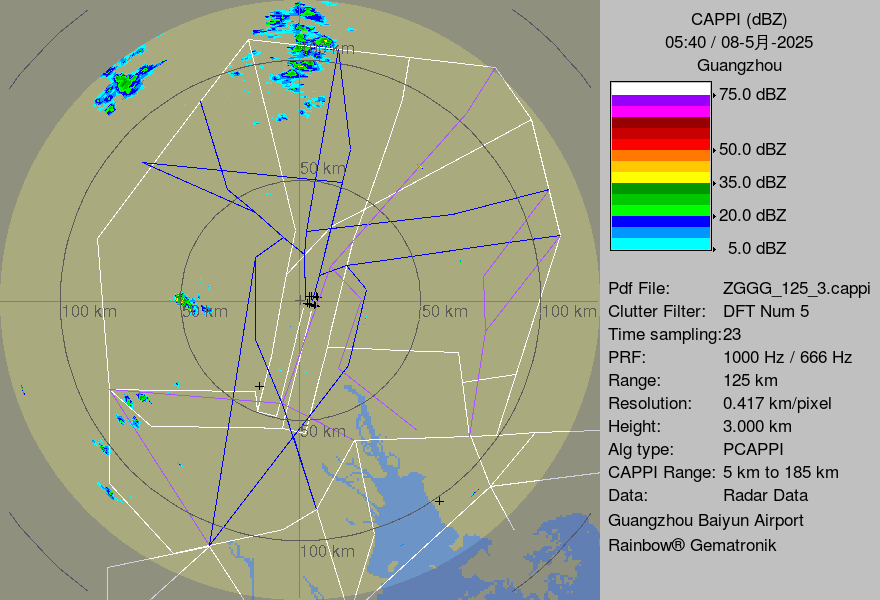 CAPPI (dBZ)
05:40 / 08-5月-2025
Guangzhou
75.0 dBZ
50.0 dBZ
35.0 dBZ
20.0 dBZ
5.0 dBZ
Pdf File: ZGGG_125_3.cappi
Clutter Filter: DFT Num 5
Time sampling:23
PRF: 1000 Hz / 666 Hz
Range: 125 km
Resolution: 0.417 km/pixel
Height: 3.000 km
Alg type: PCAPPI
CAPPI Range: 5 km to 185 km
Data: Radar Data
Guangzhou Baiyun Airport
Rainbow® Gematronik
100 km
50 km
100 km
50 km
50 km
100 km
50 km
100 km